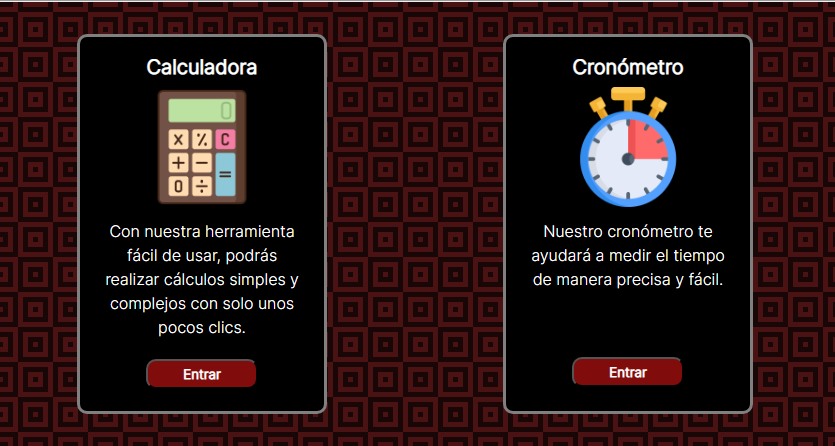 Calculadora
0
x ٪ C
+ −
0 ÷ =
Con nuestra herramienta
fácil de usar, podrás
realizar cálculos simples y
complejos con solo unos
pocos clics.
Entrar
Cronómetro
Nuestro cronómetro te
ayudará a medir el tiempo
de manera precisa y fácil.
Entrar